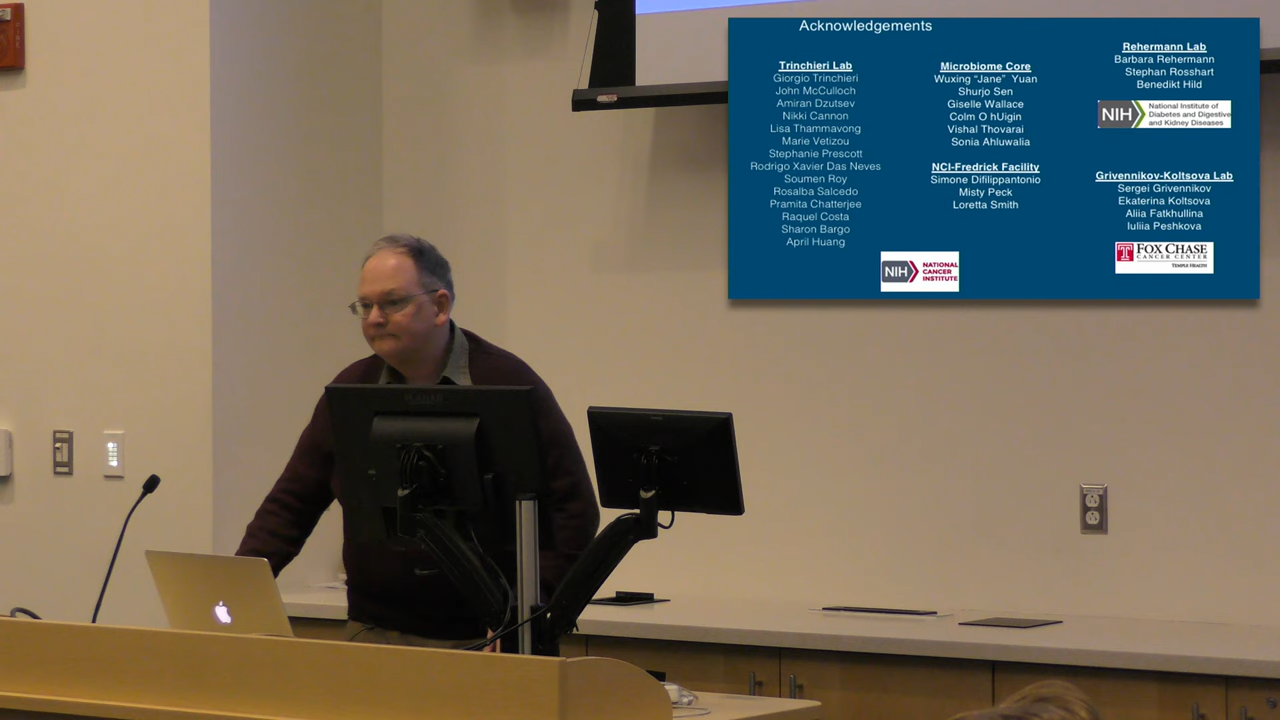 Acknowledgements
Trinchieri Lab
Giorgio Trinchieri
John McCulloch
Amiran Dzutsev
Nikki Cannon
Lisa Thammavong
Marie Vetizou
Stephanie Prescott
Rodrigo Xavier Das Neves
Soumen Roy
Rosalba Salcedo
Pramita Chatterjee
Raquel Costa
Sharon Bargo
April Huang
Microbiome Core
Wuxing "Jane" Yuan
Shurjo Sen
Giselle Wallace
Colm O hUigin
Vishal Thovarai
Sonia Ahluwalia
NCI-Fredrick Facility
Simone Difilippantonio
Misty Peck
Loretta Smith
NIH
NATIONAL
CANCER
INSTITUTE
Rehermann Lab
Barbara Rehermann
Stephan Rosshart
Benedikt Hild
NIH
National Institute of
Diabetes and Digestive
and Kidney Diseases
Grivennikov-Koltsova Lab
Sergei Grivennikov
Ekaterina Koltsova
Aliia Fatkhullina
Iuliia Peshkova
FOX CHASE
CANCER CENTER
TEMPLE HEALTH